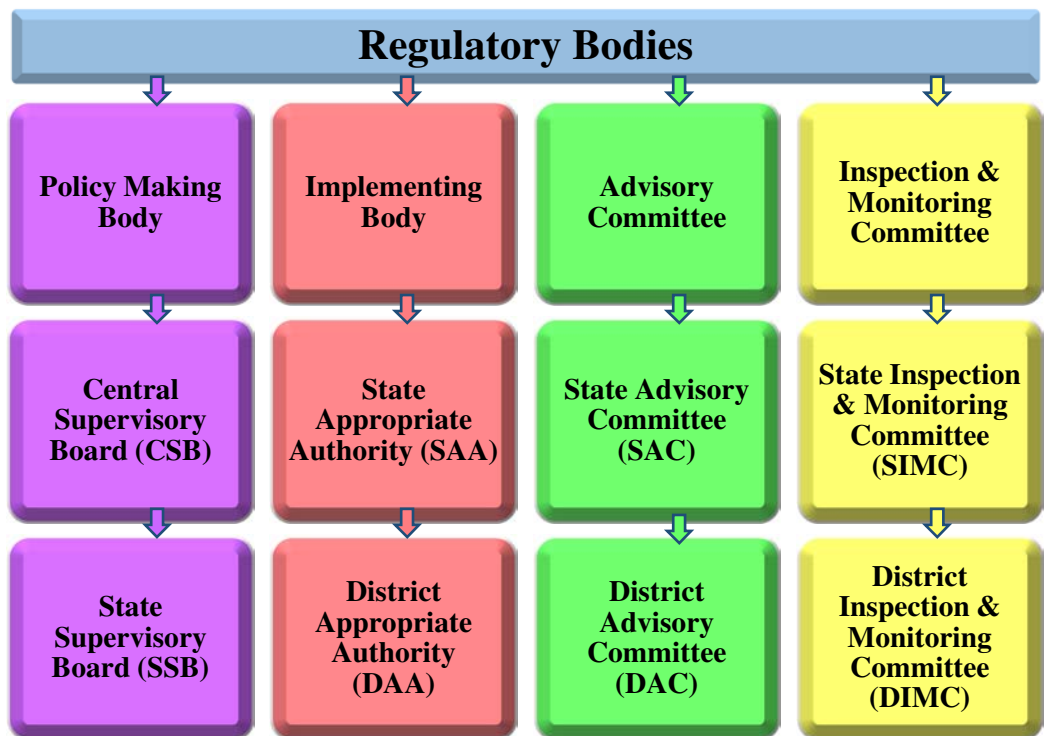 Regulatory Bodies
Policy Making
Body
Implementing
Body
Advisory
Committee
Inspection &
Monitoring
Committee
Central
Supervisory
Board (CSB)
State
Appropriate
Authority (SAA)
State Advisory
Committee
(SAC)
State Inspection
& Monitoring
Committee
(SIMC)
State
Supervisory
Board (SSB)
District
Appropriate
Authority
(DAA)
District
Advisory
Committee
(DAC)
District
Inspection &
Monitoring
Committee
(DIMC)